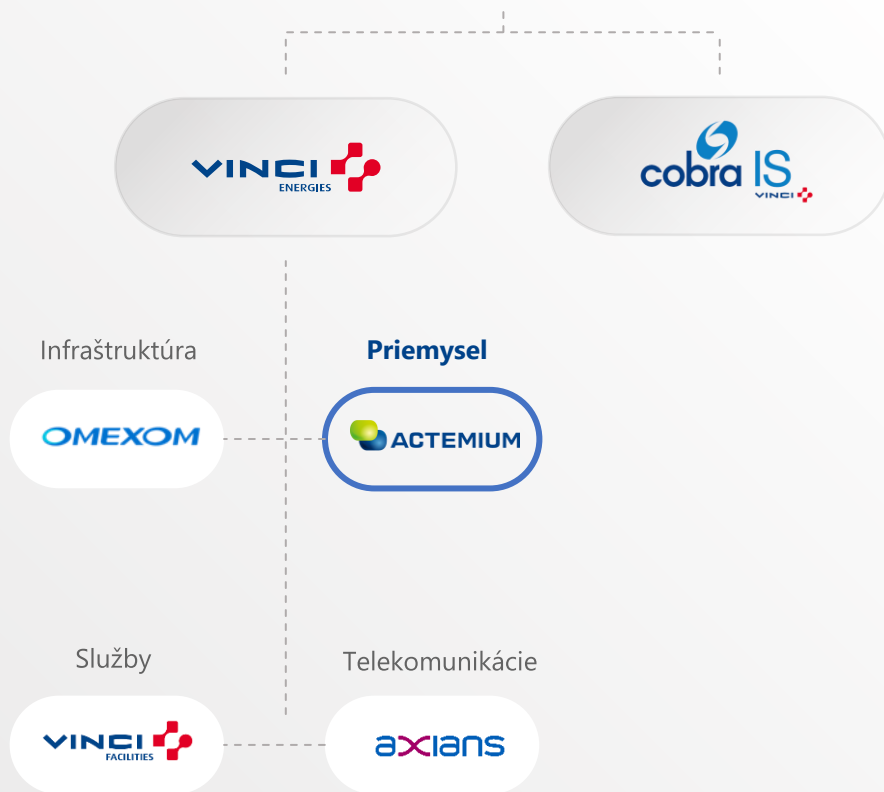 VINCI
ENERGIES
cobra IS
VINCI
Infraštruktúra
Priemysel
OMEXOM
ACTEMIUM
Služby
Telekomunikácie
VINCI
FACILITIES
axians